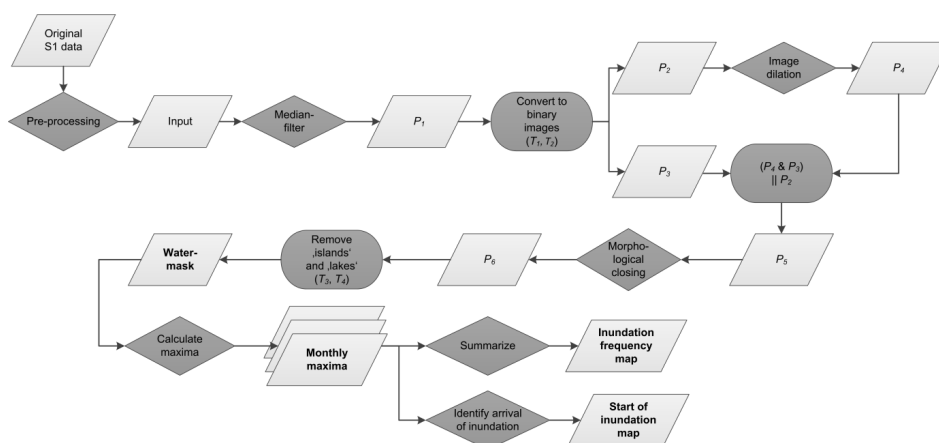 Original
S1 data
Pre-processing
Input
Median-
filter
P1
Convert to
binary
images
(T1, T2)
P2
Image
dilation
P4
P3
(P4 & P3)
|| P2
Water-
mask
Remove
‚islands‘
and ‚lakes‘
(T3, T4)
P6
Morpho-
logical
closing
P5
Calculate
maxima
Monthly
maxima
Summarize
Inundation
frequency
map
Identify arrival
of inundation
Start of
inundation
map